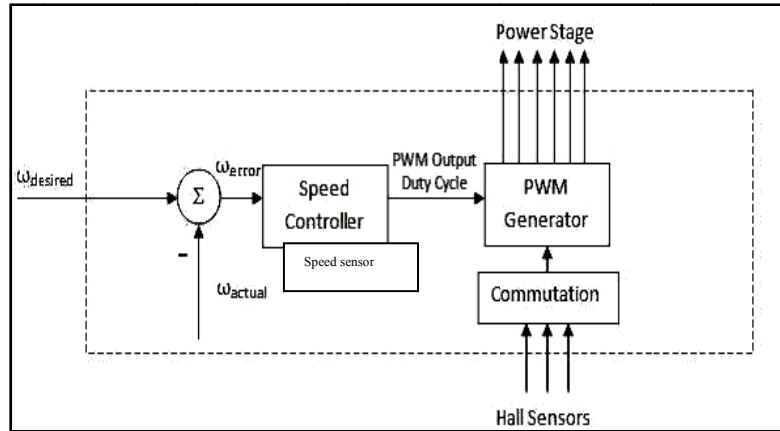 Power Stage
ωdesired
ωerror
PWM Output
Duty Cycle
Σ
Speed
Controller
PWM
Generator
Speed sensor
-
ωactual
Commutation
Hall Sensors